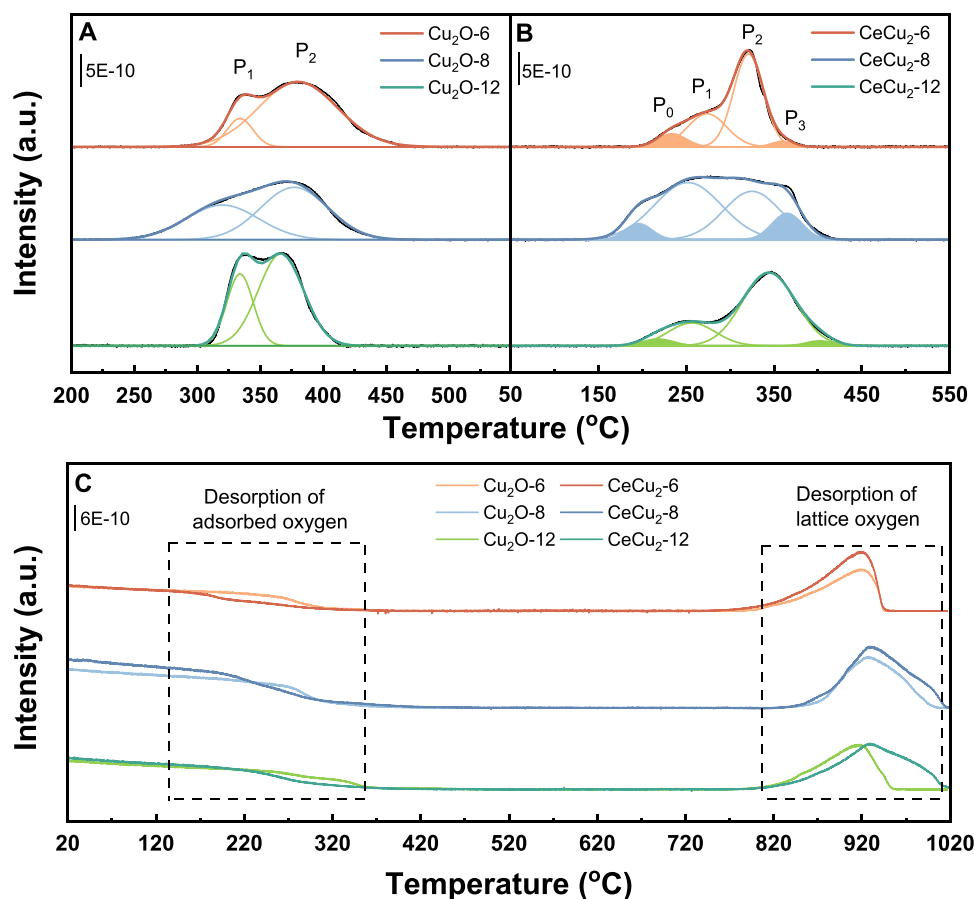 A
Cu₂O-6
Cu₂O-8
Cu₂O-12
5E-10
P₁
P₂
B
CeCu₂-6
CeCu₂-8
CeCu₂-12
5E-10
P₀
P₁
P₂
P₃
Intensity (a.u.)
200 250 300 350 400 50 150 250 350 450 550
Temperature (°C)
C
6E-10
Desorption of
adsorbed oxygen
Cu₂O-6 CeCu₂-6
Cu₂O-8 CeCu₂-8
Cu₂O-12 CeCu₂-12
Desorption of
lattice oxygen
Intensity (a.u.)
20 120 220 320 420 520 620 720 820 920 1020
Temperature (°C)